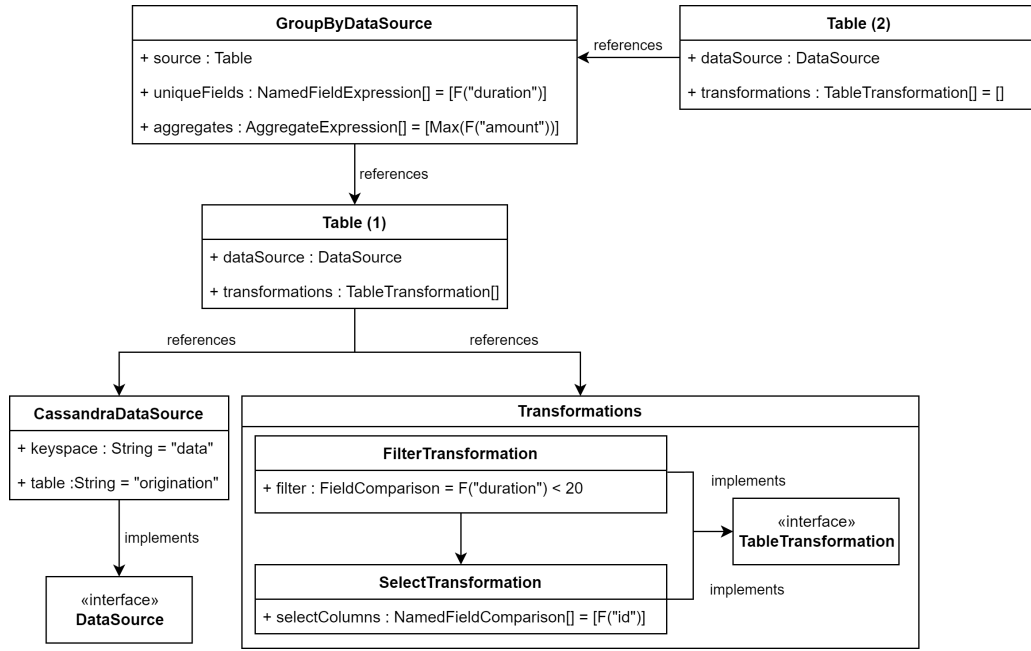 GroupByDataSource
+ source : Table
+ uniqueFields : NamedFieldExpression[] = [F("duration")]
+ aggregates : AggregateExpression[] = [Max(F("amount"))]
references
Table (2)
+ dataSource : DataSource
+ transformations : TableTransformation[] = []
references
Table (1)
+ dataSource : DataSource
+ transformations : TableTransformation[]
references
references
CassandraDataSource
+ keyspace : String = "data"
+ table :String = "origination"
implements
«interface»
DataSource
Transformations
FilterTransformation
+ filter : FieldComparison = F("duration") < 20
implements
«interface»
TableTransformation
SelectTransformation
+ selectColumns : NamedFieldComparison[] = [F("id")]
implements